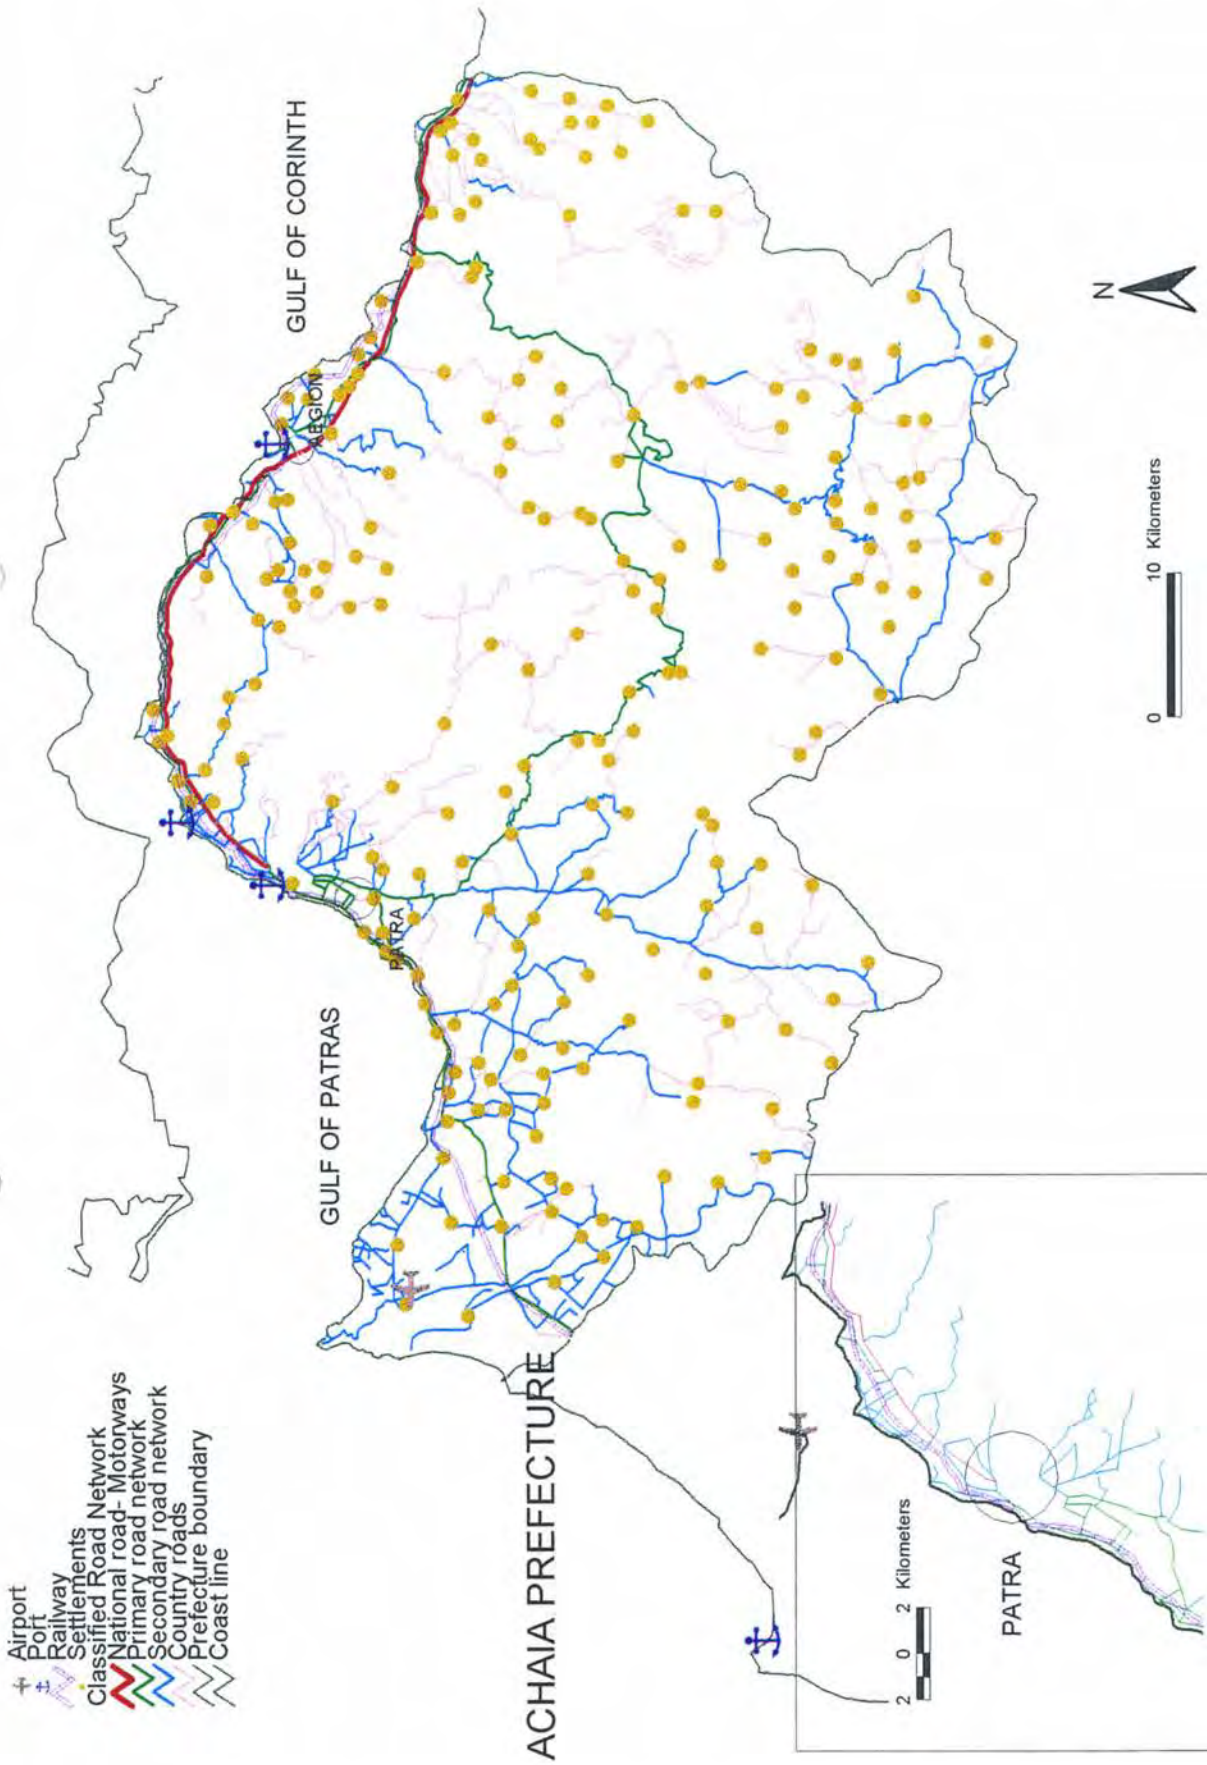 Airport
Port
Railway
Settlements
Classified Road Network
National road- Motorways
Primary road network
Secondary road network
Country roads
Prefecture boundary
Coast line
ACHAIA PREFECTURE
GULF OF PATRAS
GULF OF CORINTH
PATRA
AEGION
N
0 10 Kilometers
2 0 2 Kilometers
PATRA